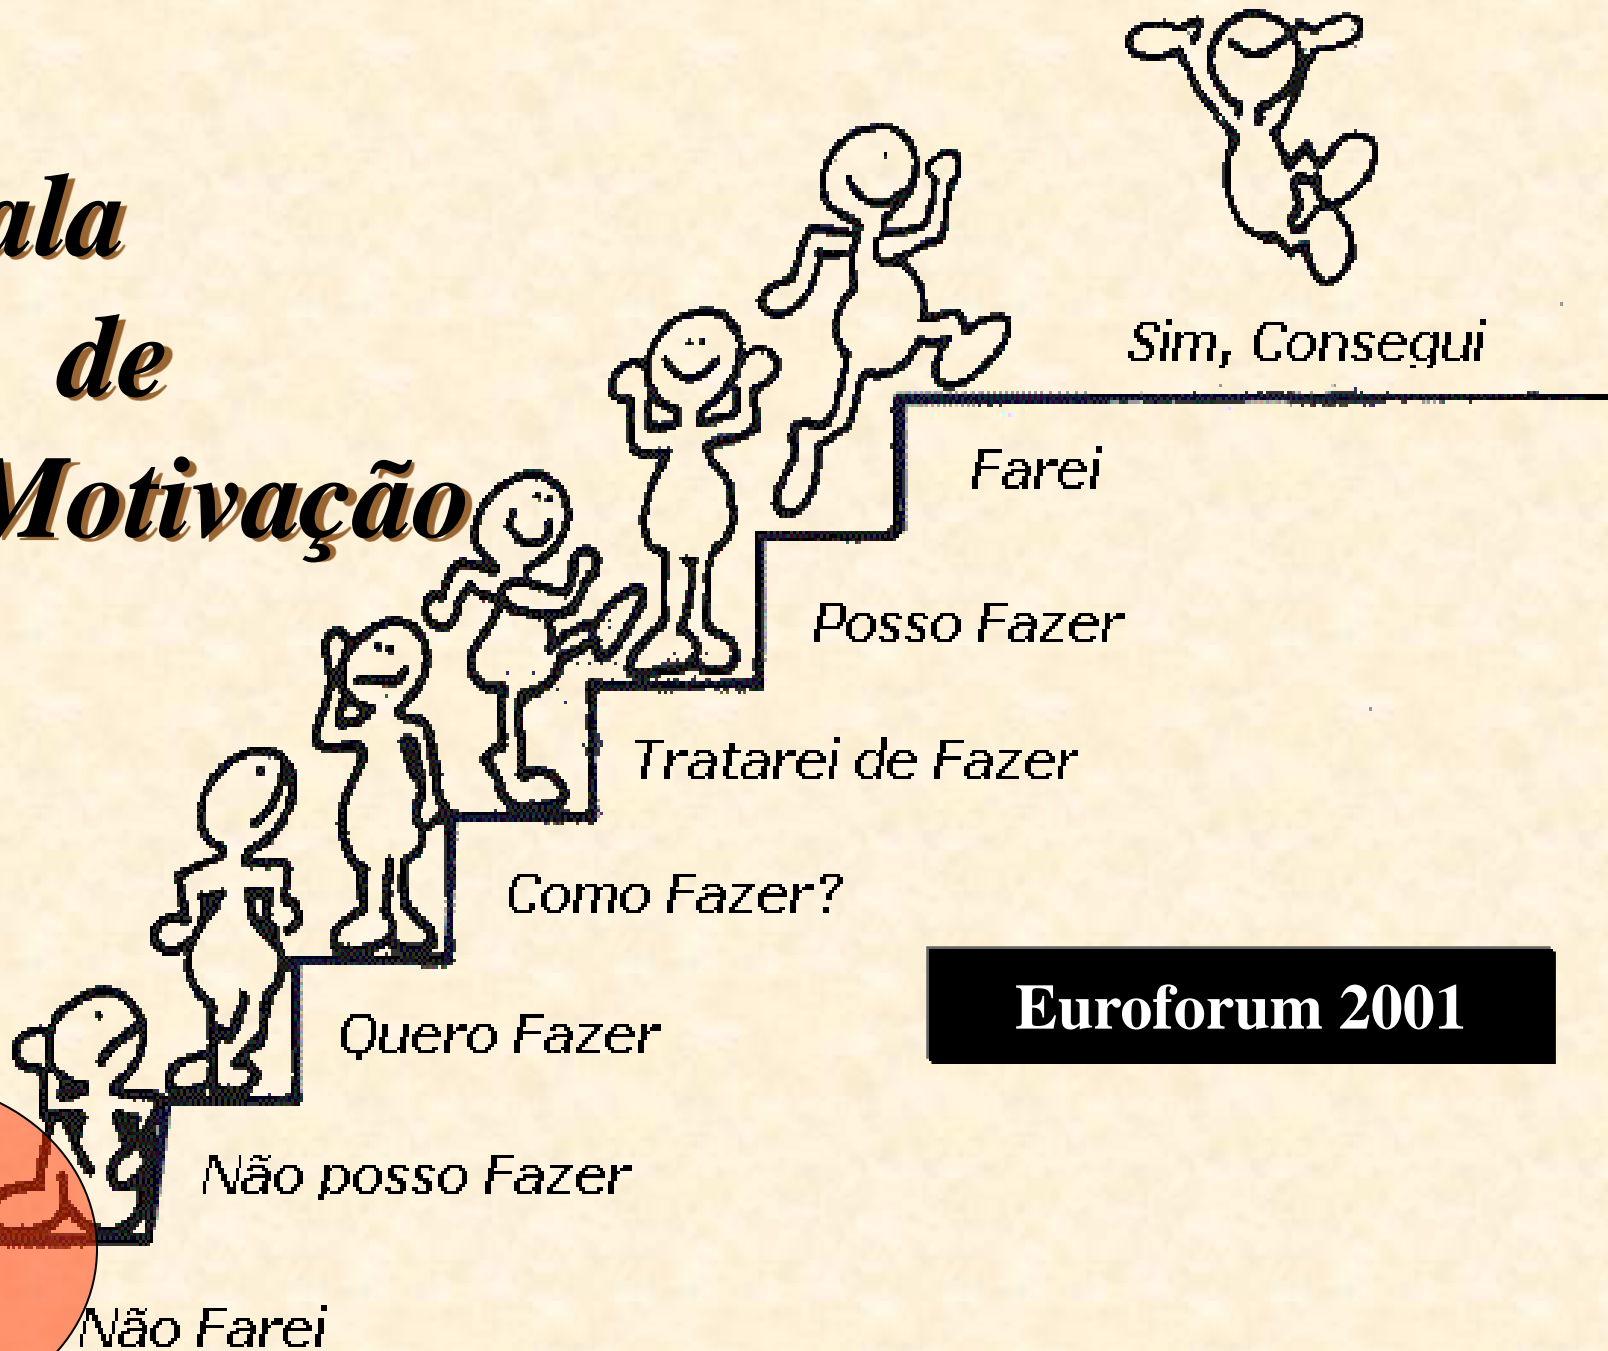 ala
de
Motivação
Sim, Consegui
Farei
Posso Fazer
Tratarei de Fazer
Como Fazer?
Quero Fazer
Euroforum 2001
Não posso Fazer
Não Farei